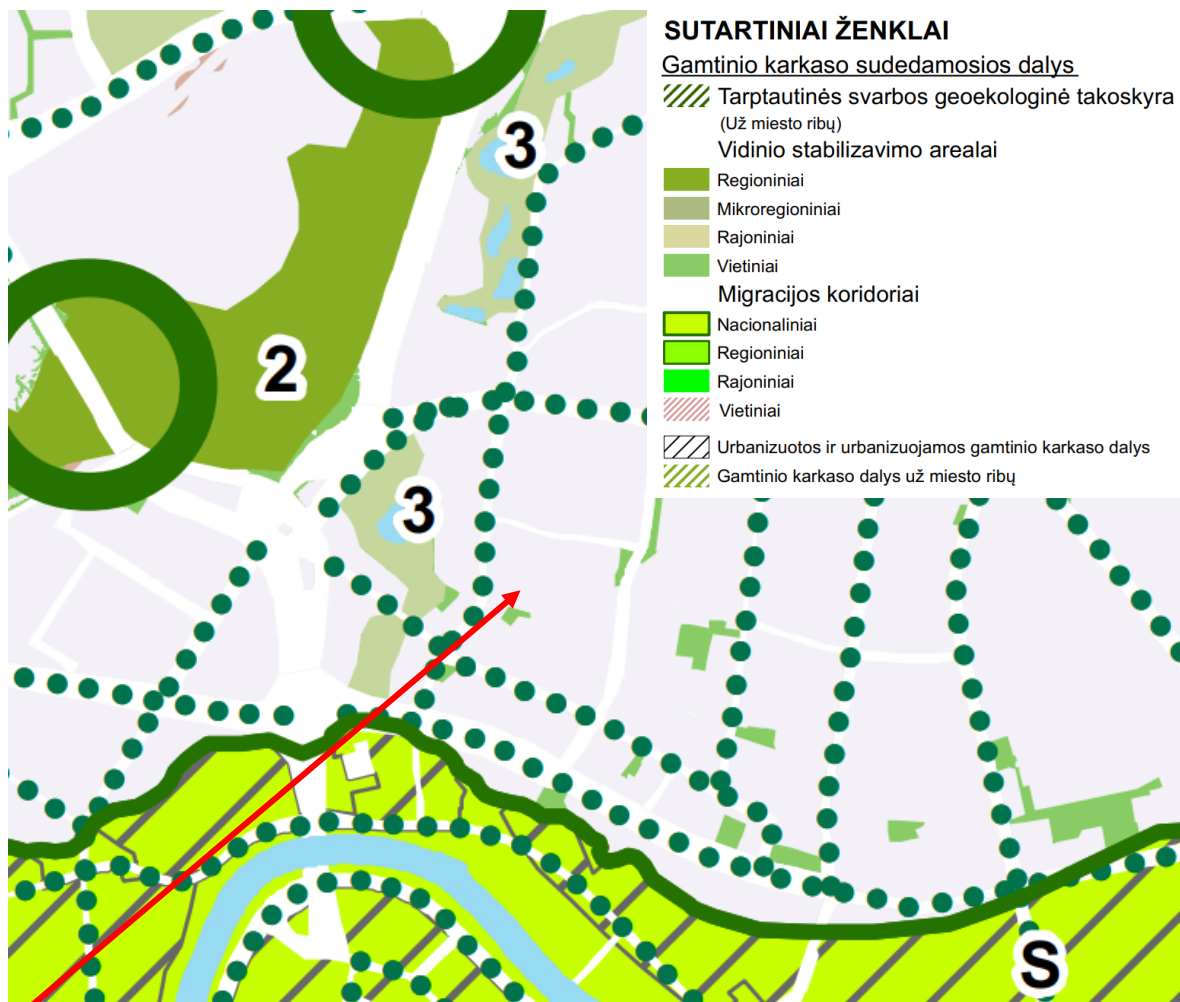 SUTARTINIAI ŽENKLAI
Gamtinio karkaso sudedamosios dalys
Tarptautinės svarbos geoekologinė takoskyra
(Už miesto ribų)
Vidinio stabilizavimo arealai
Regioniniai
Mikroregioniniai
Rajoniniai
Vietiniai
Migracijos koridoriai
Nacionaliniai
Regioniniai
Rajoniniai
Vietiniai
Urbanizuotos ir urbanizuojamos gamtinio karkaso dalys
Gamtinio karkaso dalys už miesto ribų
3
2
3
S